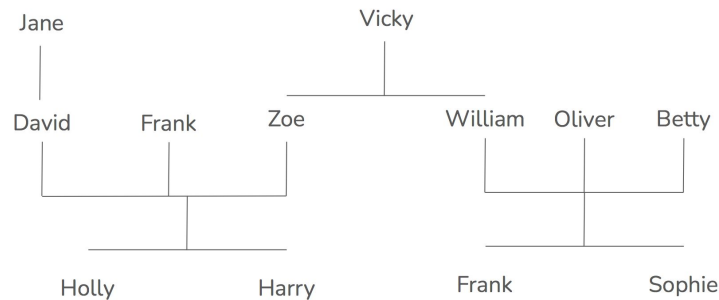 Jane
Vicky
David
Frank
Zoe
William
Oliver
Betty
Holly
Harry
Frank
Sophie